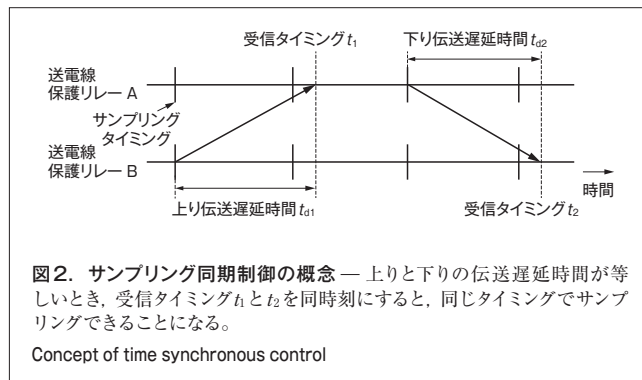 受信タイミングt1
下り伝送遅延時間td2
送電線
保護リレー A
サンプリング
タイミング
送電線
保護リレー B
時間
上り伝送遅延時間td1
受信タイミングt2
図2. サンプリング同期制御の概念 — 上りと下りの伝送遅延時間が等
しいとき，受信タイミングt1とt2を同時刻にすると，同じタイミングでサンプ
リングできることになる。
Concept of time synchronous control